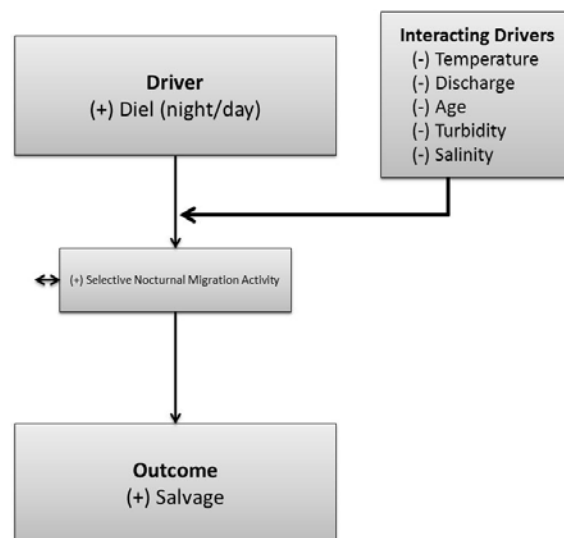 Driver
(+) Diel (night/day)
Interacting Drivers
(-) Temperature
(-) Discharge
(-) Age
(-) Turbidity
(-) Salinity
(+) Selective Nocturnal Migration Activity
Outcome
(+) Salvage